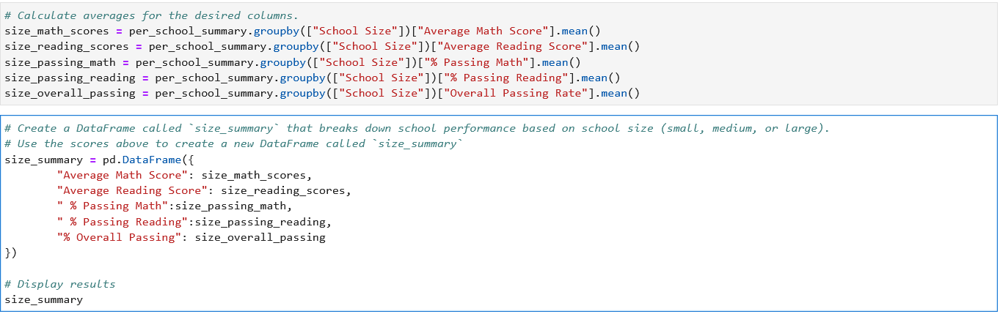 # Calculate averages for the desired columns.
size_math_scores = per_school_summary.groupby(["School Size"])["Average Math Score"].mean()
size_reading_scores = per_school_summary.groupby(["School Size"])["Average Reading Score"].mean()
size_passing_math = per_school_summary.groupby(["School Size"])["% Passing Math"].mean()
size_passing_reading = per_school_summary.groupby(["School Size"])["% Passing Reading"].mean()
size_overall_passing = per_school_summary.groupby(["School Size"])["Overall Passing Rate"].mean()
# Create a DataFrame called `size_summary` that breaks down school performance based on school size (small, medium, or large).
# Use the scores above to create a new DataFrame called `size_summary`
size_summary = pd.DataFrame({
        "Average Math Score": size_math_scores,
        "Average Reading Score": size_reading_scores,
        " % Passing Math":size_passing_math,
        " % Passing Reading":size_passing_reading,
        "% Overall Passing": size_overall_passing
})
# Display results
size_summary